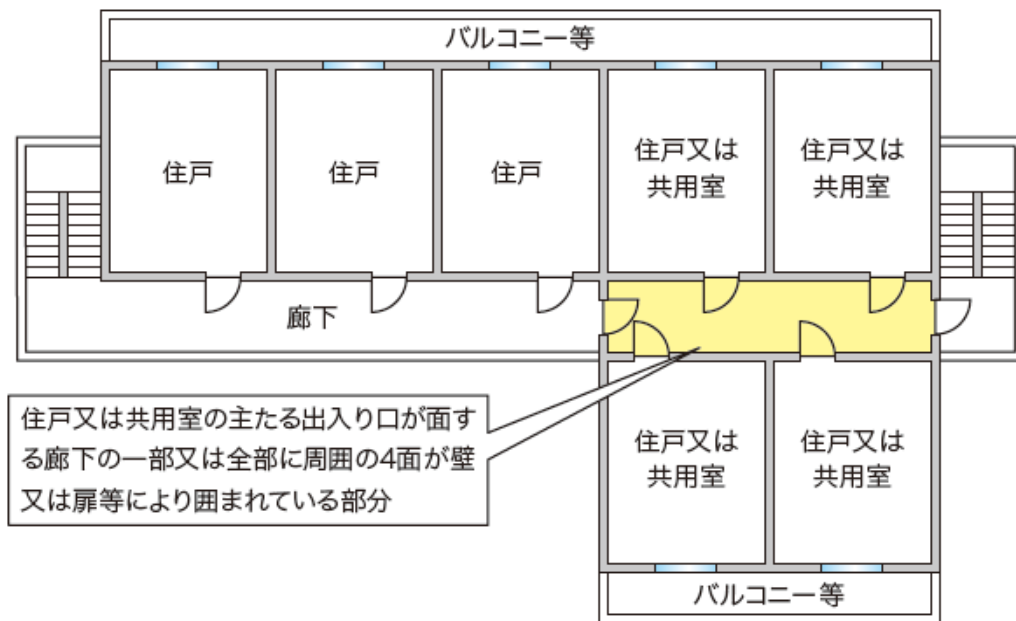 バルコニー等
住戸
住戸
住戸
住戸又は
共用室
住戸又は
共用室
廊下
住戸又は共用室の主たる出入り口が面す
る廊下の一部又は全部に周囲の4面が壁
又は扉等により囲まれている部分
住戸又は
共用室
住戸又は
共用室
バルコニー等